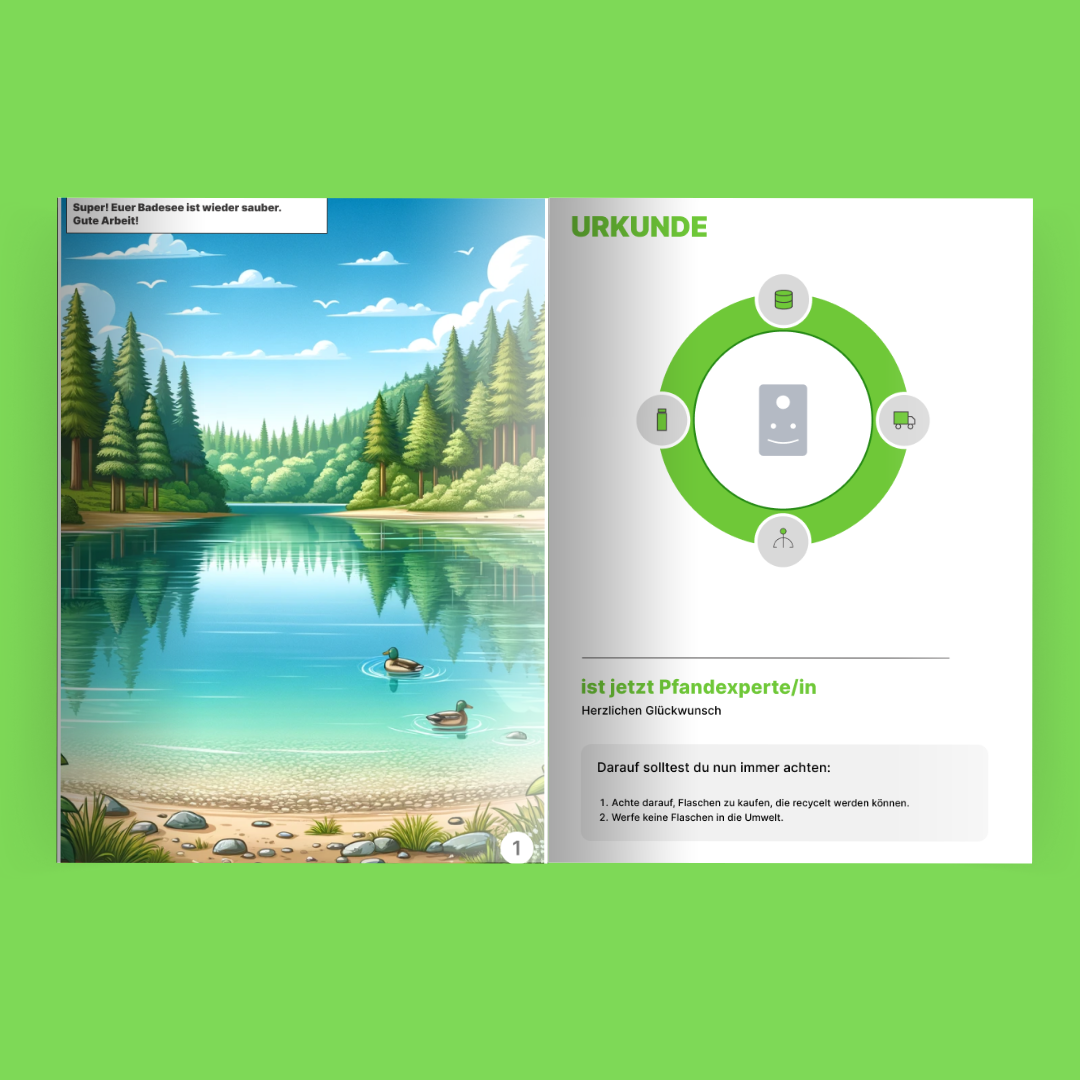 Super! Euer Badesee ist wieder sauber.
Gute Arbeit!
1
URKUNDE
ist jetzt Pfandexperte/in
Herzlichen Glückwunsch
Darauf solltest du nun immer achten:
1. Achte darauf, Flaschen zu kaufen, die recycelt werden können.
2. Werfe keine Flaschen in die Umwelt.